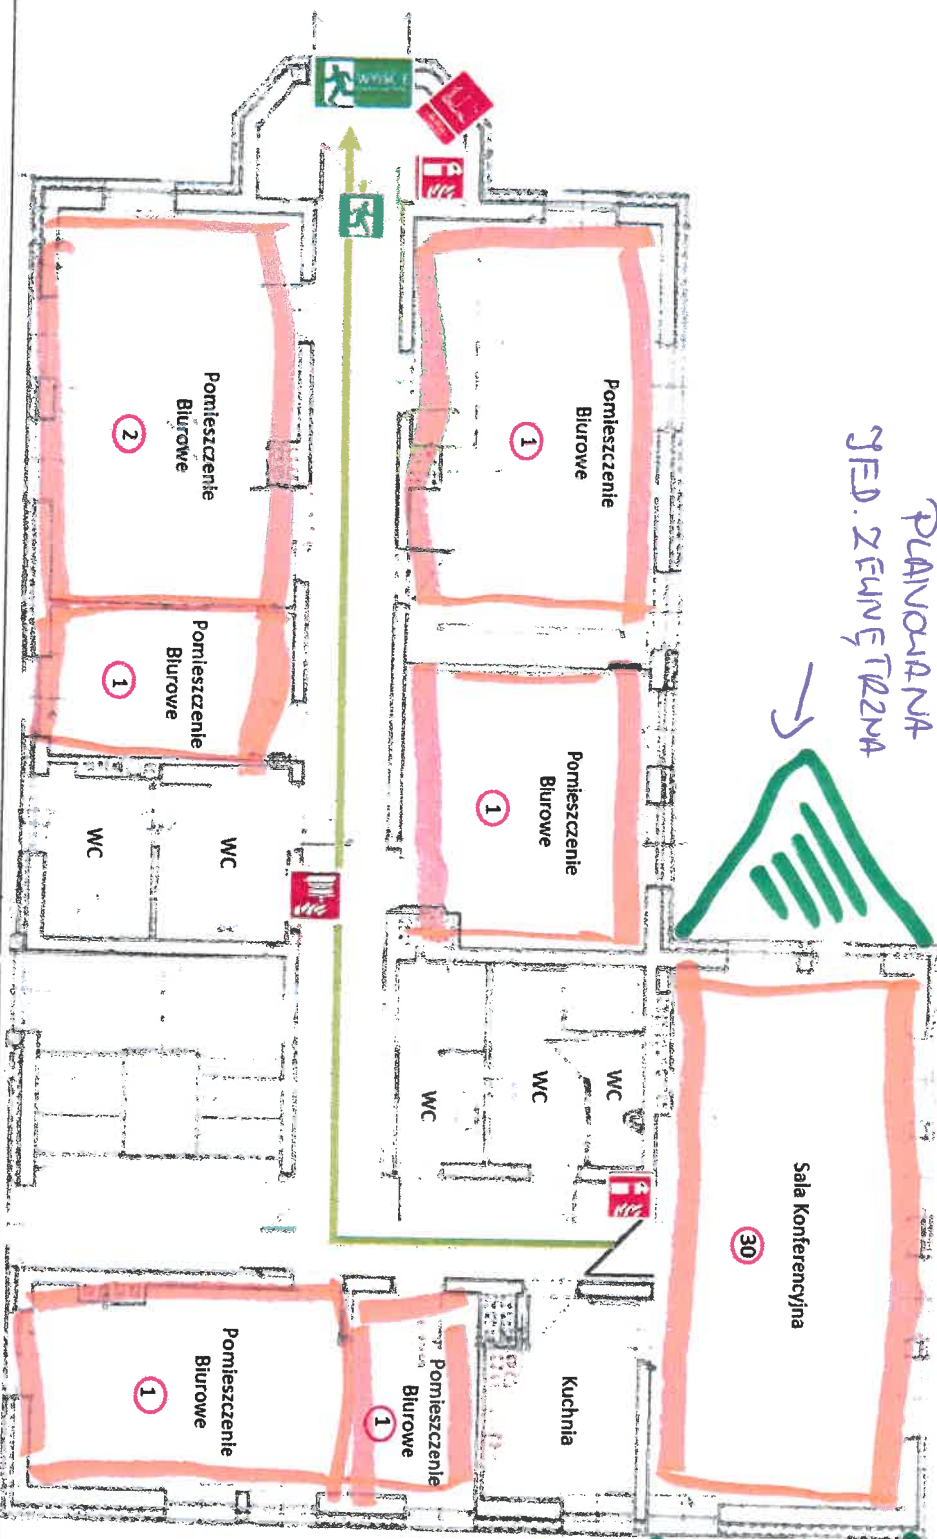 PLANOWANA
JED. ZEWNĘTRZNA
Sala Konferencyjna
30
Pomieszczenie
Biurowe
1
Pomieszczenie
Biurowe
1
WC
WC
WC
Kuchnia
Pomieszczenie
Biurowe
2
Pomieszczenie
Biurowe
1
WC
WC
Pomieszczenie
Biurowe
1
Pomieszczenie
Biurowe
1